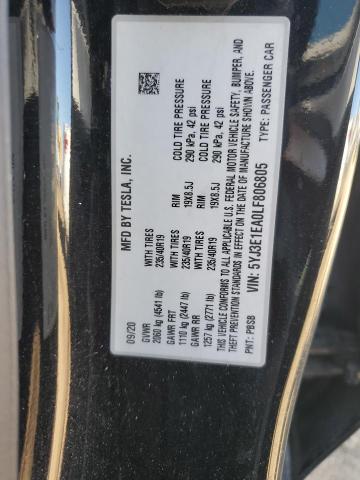 MFD BY TESLA, INC.
09/20
GVWR
2060 kg (4541 lb)
GAWR FRT
1110 kg (2447 lb)
GAWR RR
1257 kg (2771 lb)
WITH TIRES
235/40R19
WITH TIRES
235/40R19
RIM
19X8.5J
RIM
19X8.5J
COLD TIRE PRESSURE
290 kPa, 42 psi
COLD TIRE PRESSURE
290 kPa, 42 psi
THIS VEHICLE CONFORMS TO ALL APPLICABLE U.S. FEDERAL MOTOR VEHICLE SAFETY, BUMPER, AND
THEFT PREVENTION STANDARDS IN EFFECT ON THE DATE OF MANUFACTURE SHOWN ABOVE.
VIN: 5YJ3E1EA0LF806805
TYPE: PASSENGER CAR
PNT: PBSB